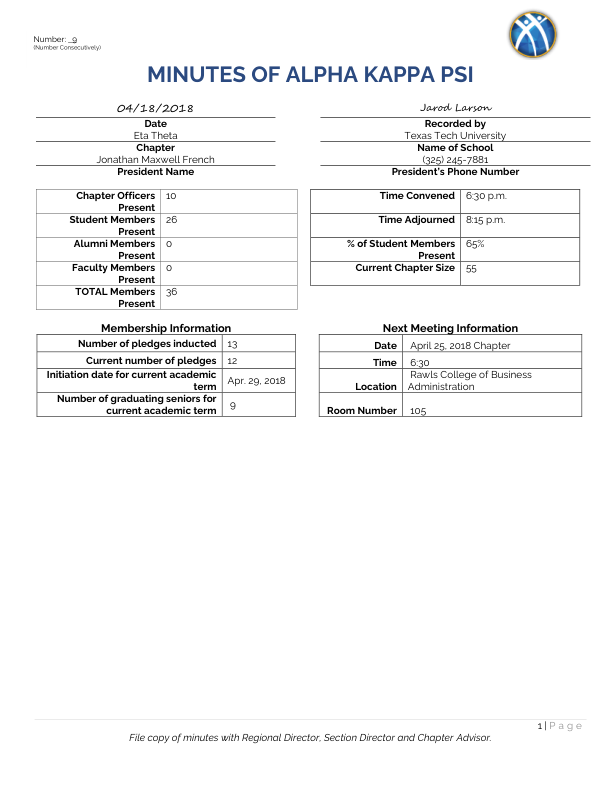 Number: _9
(Number Consecutively)
MINUTES OF ALPHA KAPPA PSI
04/18/2018
Date
Eta Theta
Chapter
Jonathan Maxwell French
President Name
Jarod Larson
Recorded by
Texas Tech University
Name of School
(325) 245-7881
President's Phone Number
Chapter Officers Present 10
Student Members Present 26
Alumni Members Present 0
Faculty Members Present 0
TOTAL Members Present 36
Time Convened 6:30 p.m.
Time Adjourned 8:15 p.m.
% of Student Members Present 65%
Current Chapter Size 55
Membership Information
Number of pledges inducted 13
Current number of pledges 12
Initiation date for current academic term Apr. 29, 2018
Number of graduating seniors for current academic term 9
Next Meeting Information
Date April 25, 2018 Chapter
Time 6:30
Location Rawls College of Business Administration
Room Number 105
1 | Page
File copy of minutes with Regional Director, Section Director and Chapter Advisor.